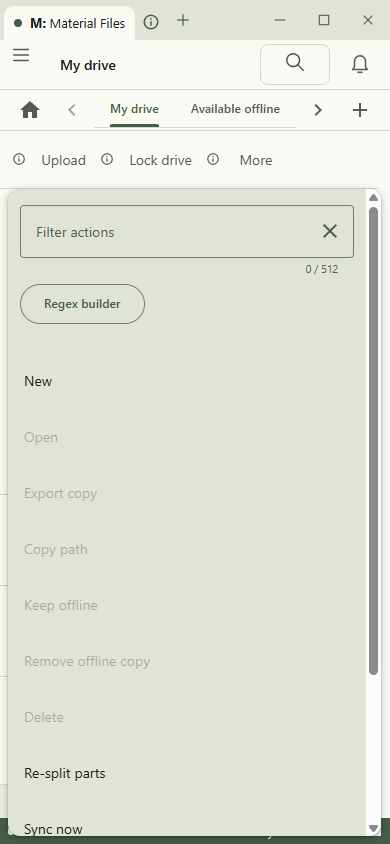 M: Material Files
My drive
My drive
Available offline
Upload
Lock drive
More
Filter actions
0 / 512
Regex builder
New
Open
Export copy
Copy path
Keep offline
Remove offline copy
Delete
Re-split parts
Sync now